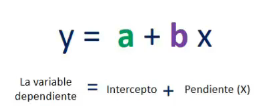 y = a + b x
La variable
dependiente = Intercepto + Pendiente (X)